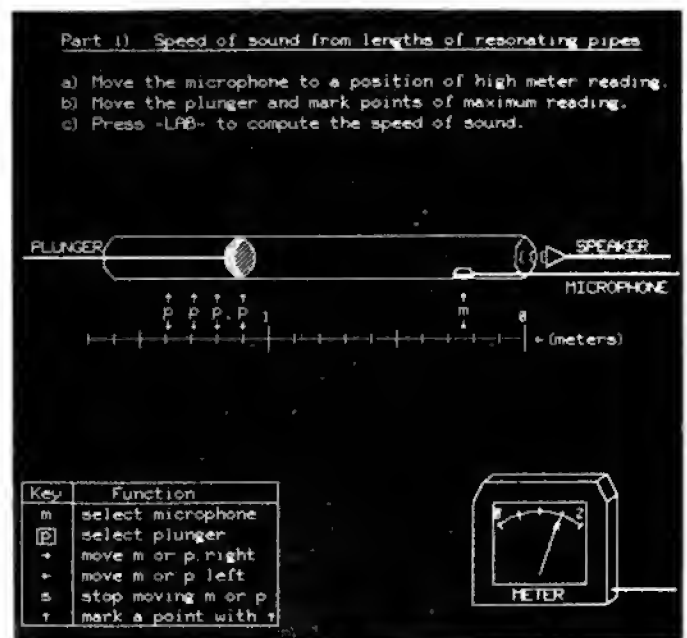 Part 1) Speed of sound from lengths of resonating pipes
a) Move the microphone to a position of high meter reading.
b) Move the plunger and mark points of maximum reading.
c) Press -LAB- to compute the speed of sound.
PLUNGER
SPEAKER
MICROPHONE
p p p p 1 m 0
←(meters)
Key Function
m select microphone
p select plunger
→ move m or p right
← move m or p left
s stop moving m or p
↑ mark a point with ↑
0 2
METER